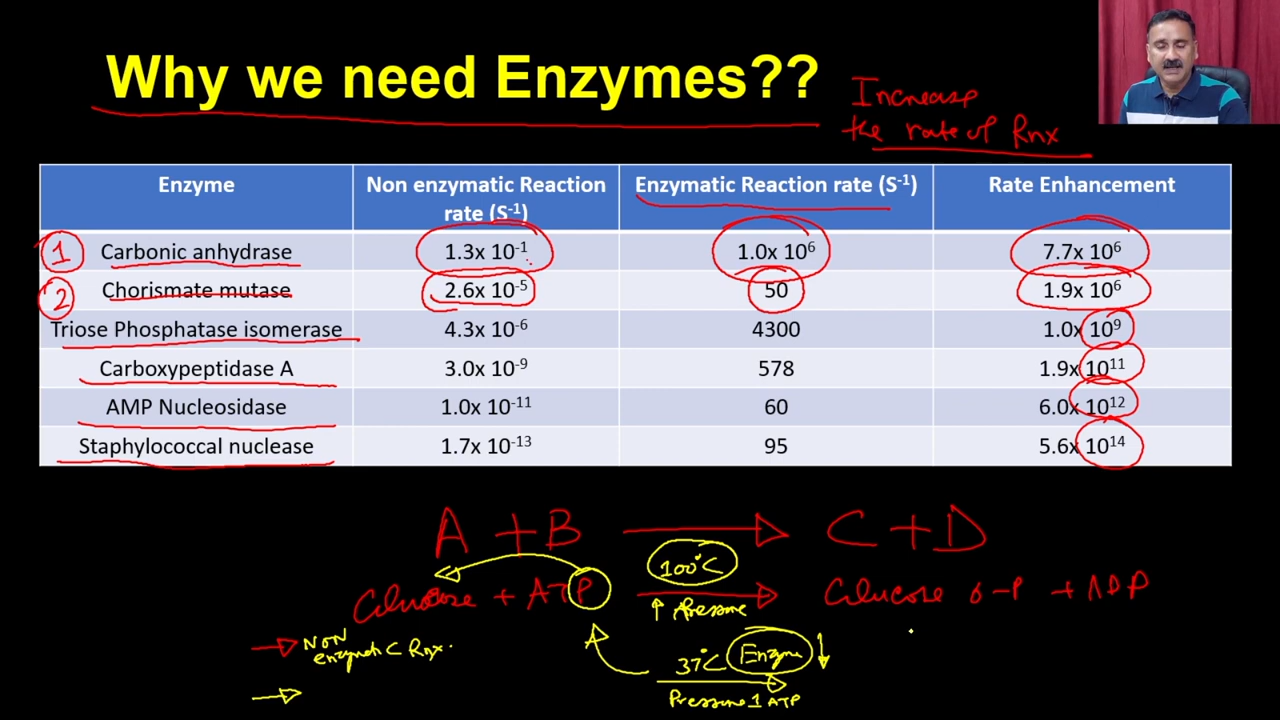 Why we need Enzymes??
Increase
the rate of Rnx
Enzyme Non enzymatic Reaction rate (S-1) Enzymatic Reaction rate (S-1) Rate Enhancement
1 Carbonic anhydrase 1.3x 10-1 1.0x 106 7.7x 106
2 Chorismate mutase 2.6x 10-5 50 1.9x 106
Triose Phosphatase isomerase 4.3x 10-6 4300 1.0x 109
Carboxypeptidase A 3.0x 10-9 578 1.9x 1011
AMP Nucleosidase 1.0x 10-11 60 6.0x 1012
Staphylococcal nuclease 1.7x 10-13 95 5.6x 1014
A + B C + D
100°C
Glucose + ATP Glucose 6-P + ADP
↑ Pressure
NON
enzymatic Rnx.
37°C Enzyme ↓
Pressure 1 ATP